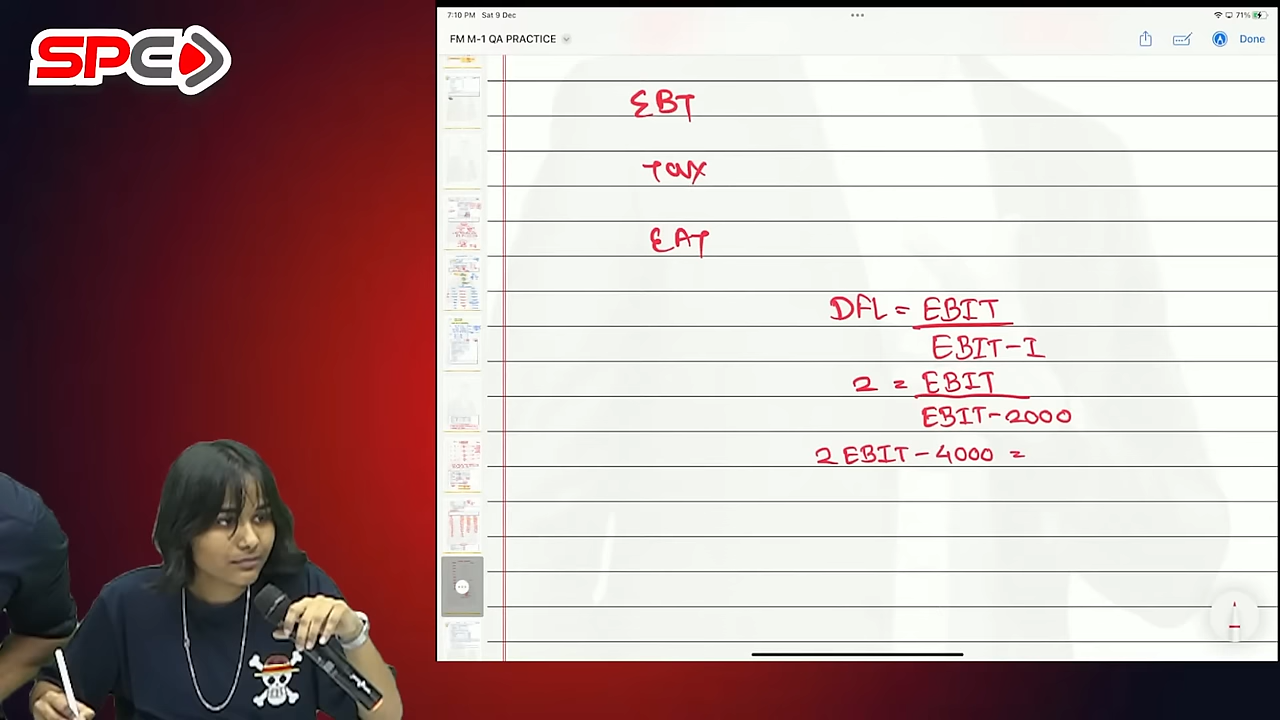 SPC
7:10 PM Sat 9 Dec
71%
FM M-1 QA PRACTICE
Done
EBT
Tax
EAT
DFL = EBIT
EBIT-I
2 = EBIT
EBIT-2000
2EBIT-4000 =